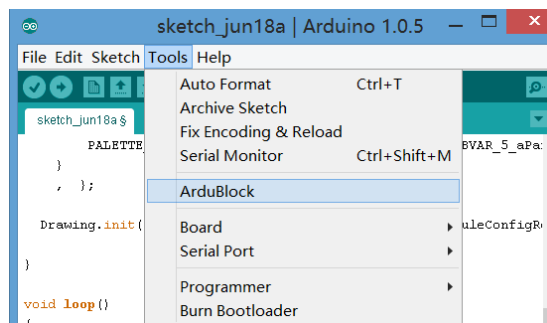 sketch_jun18a | Arduino 1.0.5
File Edit Sketch Tools Help
Auto Format Ctrl+T
Archive Sketch
sketch_jun18a §
Fix Encoding & Reload
PALETTE
BVAR_5_aPa
Serial Monitor Ctrl+Shift+M
}
, };
ArduBlock
Drawing.init(
uleConfigR
Board
Serial Port
}
Programmer
void loop()
Burn Bootloader